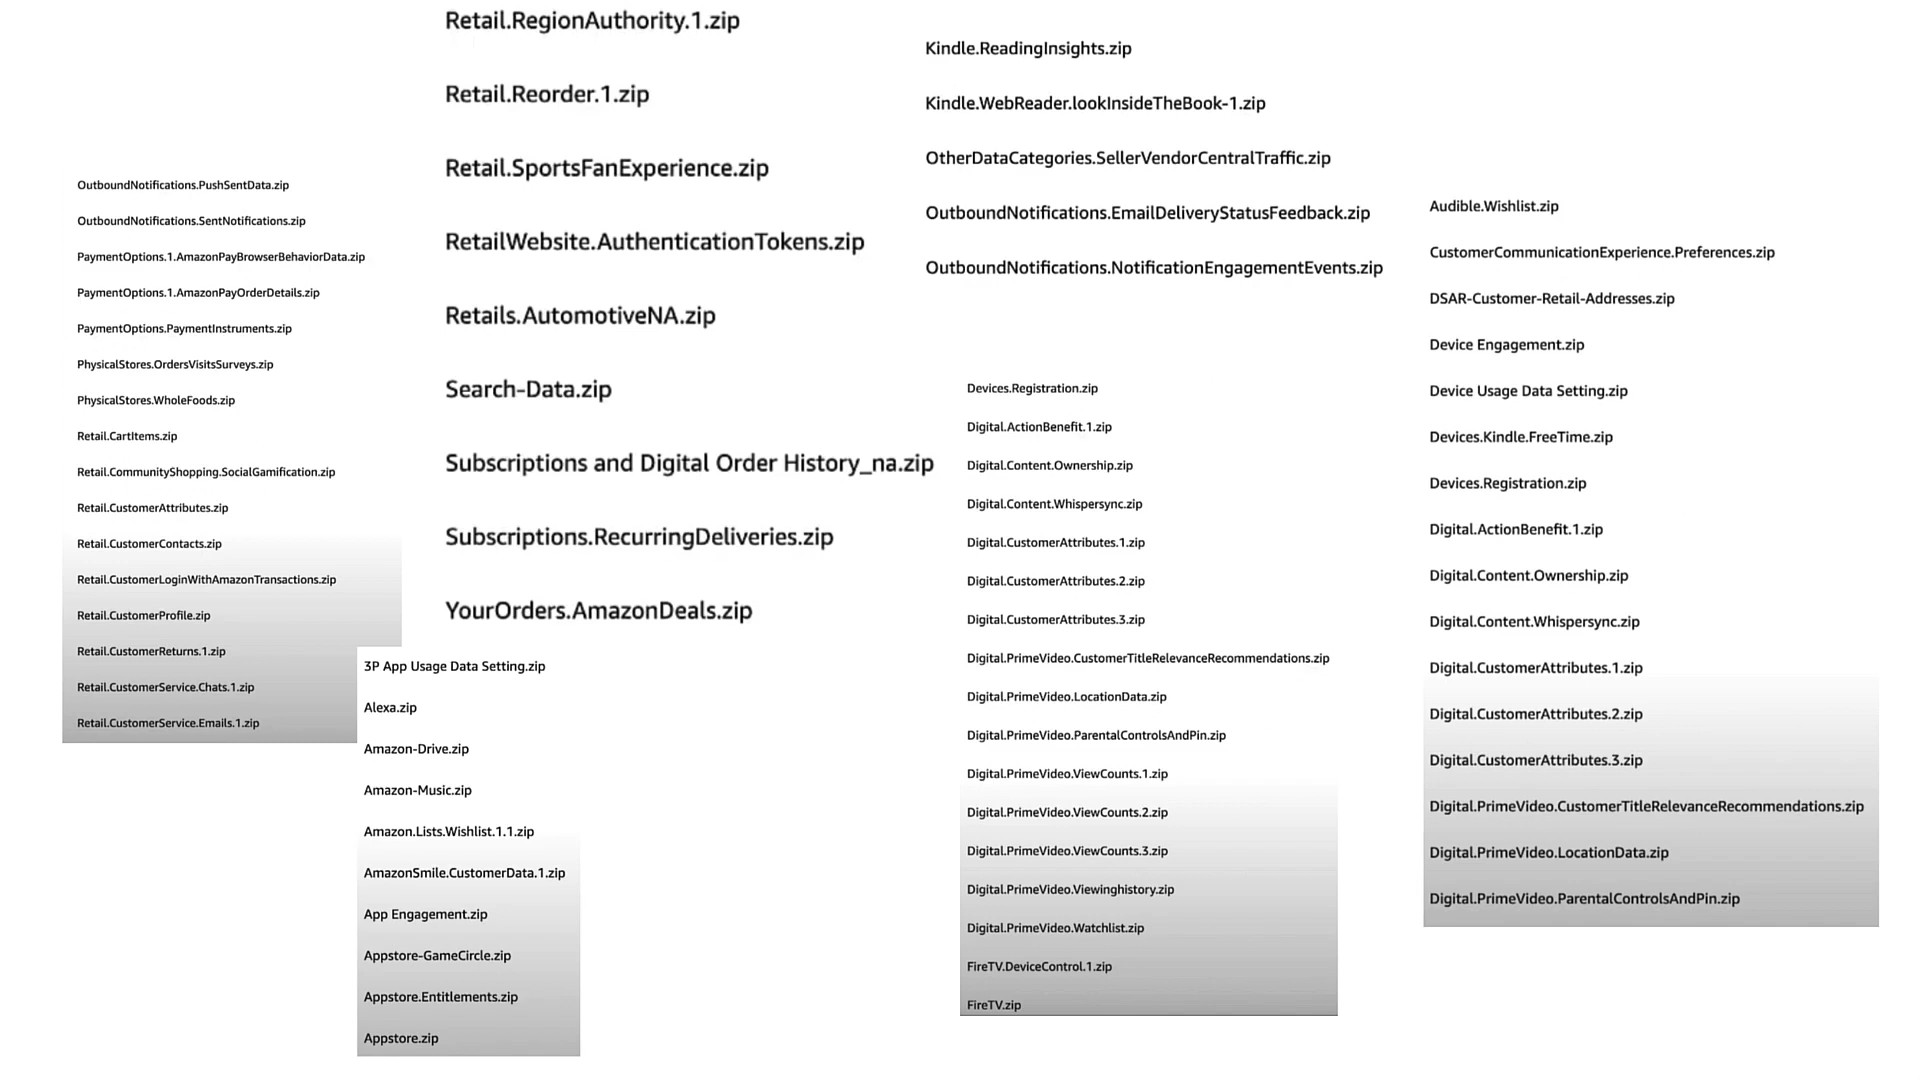 OutboundNotifications.PushSentData.zip
OutboundNotifications.SentNotifications.zip
PaymentOptions.1.AmazonPayBrowserBehaviorData.zip
PaymentOptions.1.AmazonPayOrderDetails.zip
PaymentOptions.PaymentInstruments.zip
PhysicalStores.OrdersVisitsSurveys.zip
PhysicalStores.WholeFoods.zip
Retail.CartItems.zip
Retail.CommunityShopping.SocialGamification.zip
Retail.CustomerAttributes.zip
Retail.CustomerContacts.zip
Retail.CustomerLoginWithAmazonTransactions.zip
Retail.CustomerProfile.zip
Retail.CustomerReturns.1.zip
Retail.CustomerService.Chats.1.zip
Retail.CustomerService.Emails.1.zip
Retail.RegionAuthority.1.zip
Retail.Reorder.1.zip
Retail.SportsFanExperience.zip
RetailWebsite.AuthenticationTokens.zip
Retails.AutomotiveNA.zip
Search-Data.zip
Subscriptions and Digital Order History_na.zip
Subscriptions.RecurringDeliveries.zip
YourOrders.AmazonDeals.zip
3P App Usage Data Setting.zip
Alexa.zip
Amazon-Drive.zip
Amazon-Music.zip
Amazon.Lists.Wishlist.1.1.zip
AmazonSmile.CustomerData.1.zip
App Engagement.zip
Appstore-GameCircle.zip
Appstore.Entitlements.zip
Appstore.zip
Kindle.ReadingInsights.zip
Kindle.WebReader.lookInsideTheBook-1.zip
OtherDataCategories.SellerVendorCentralTraffic.zip
OutboundNotifications.EmailDeliveryStatusFeedback.zip
OutboundNotifications.NotificationEngagementEvents.zip
Devices.Registration.zip
Digital.ActionBenefit.1.zip
Digital.Content.Ownership.zip
Digital.Content.Whispersync.zip
Digital.CustomerAttributes.1.zip
Digital.CustomerAttributes.2.zip
Digital.CustomerAttributes.3.zip
Digital.PrimeVideo.CustomerTitleRelevanceRecommendations.zip
Digital.PrimeVideo.LocationData.zip
Digital.PrimeVideo.ParentalControlsAndPin.zip
Digital.PrimeVideo.ViewCounts.1.zip
Digital.PrimeVideo.ViewCounts.2.zip
Digital.PrimeVideo.ViewCounts.3.zip
Digital.PrimeVideo.Viewinghistory.zip
Digital.PrimeVideo.Watchlist.zip
FireTV.DeviceControl.1.zip
FireTV.zip
Audible.Wishlist.zip
CustomerCommunicationExperience.Preferences.zip
DSAR-Customer-Retail-Addresses.zip
Device Engagement.zip
Device Usage Data Setting.zip
Devices.Kindle.FreeTime.zip
Devices.Registration.zip
Digital.ActionBenefit.1.zip
Digital.Content.Ownership.zip
Digital.Content.Whispersync.zip
Digital.CustomerAttributes.1.zip
Digital.CustomerAttributes.2.zip
Digital.CustomerAttributes.3.zip
Digital.PrimeVideo.CustomerTitleRelevanceRecommendations.zip
Digital.PrimeVideo.LocationData.zip
Digital.PrimeVideo.ParentalControlsAndPin.zip